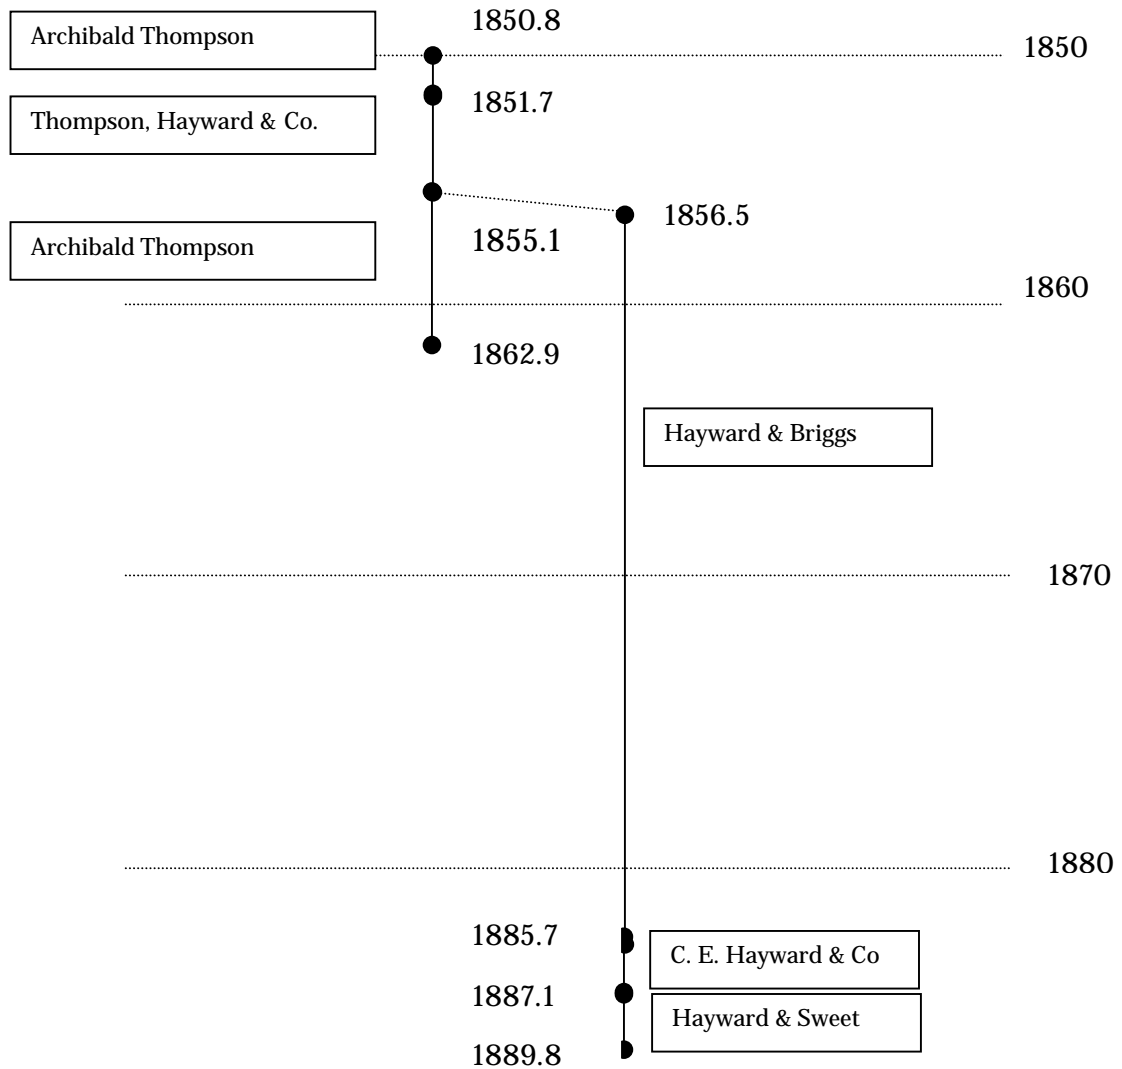 1850.8
Archibald Thompson
1850
1851.7
Thompson, Hayward & Co.
1856.5
1855.1
Archibald Thompson
1860
1862.9
Hayward & Briggs
1870
1880
1885.7
C. E. Hayward & Co
1887.1
Hayward & Sweet
1889.8